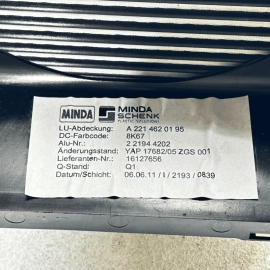 MINDA MINDA SCHENK
PLASTIC SOLUTIONS
LU-Abdeckung: A 221 462 01 95
DC-Farbcode: 8K67
Alu-Nr.: 2 2194 4202
Änderungsstand: YAP 17682/05 ZGS 001
Lieferanten-Nr.: 16127656
Q-Stand: Q1
Datum/Schicht: 06.06.11 / I / 2193 / 0839